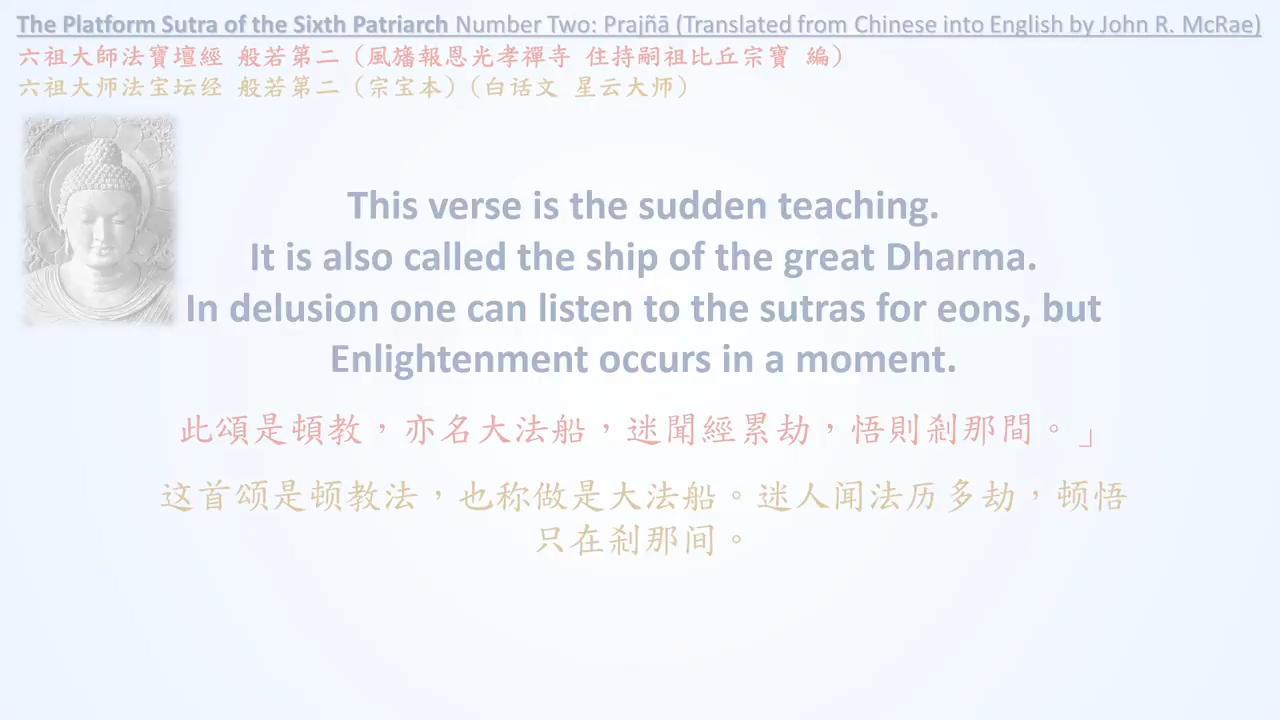 The Platform Sutra of the Sixth Patriarch Number Two: Prajñā (Translated from Chinese into English by John R. McRae)
六祖大師法寶壇經 般若第二（風旛報恩光孝禪寺 住持嗣祖比丘宗寶 編）
六祖大师法宝坛经 般若第二（宗宝本）（白话文 星云大师）
This verse is the sudden teaching.
It is also called the ship of the great Dharma.
In delusion one can listen to the sutras for eons, but
Enlightenment occurs in a moment.
此頌是頓教，亦名大法船，迷聞經累劫，悟則剎那間。」
这首颂是顿教法，也称做是大法船。迷人闻法历多劫，顿悟
只在刹那间。